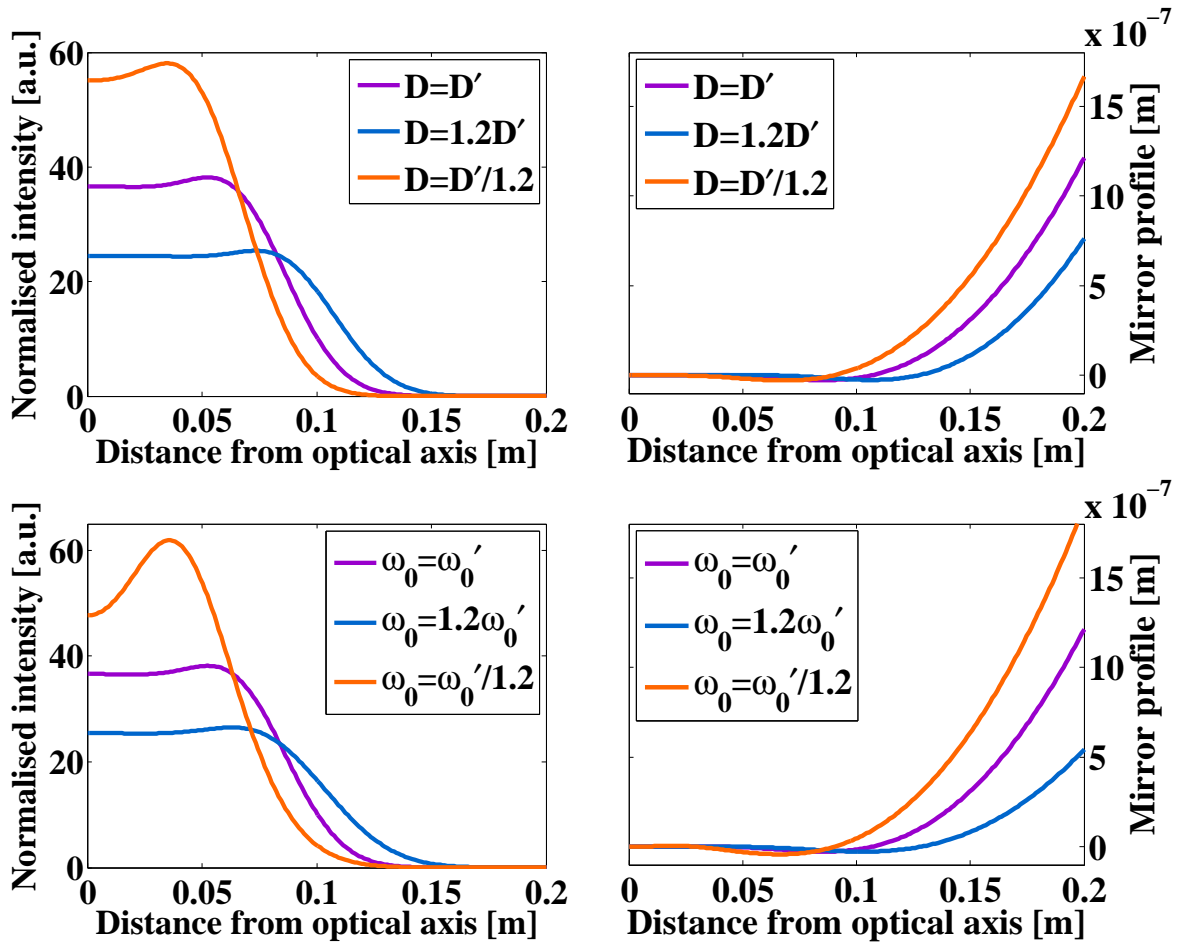 Normalised intensity [a.u.]
60
40
20
0
0 0.05 0.1 0.15 0.2
Distance from optical axis [m]
D=D′
D=1.2D′
D=D′/1.2
x 10⁻⁷
Mirror profile [m]
15
10
5
0
0 0.05 0.1 0.15 0.2
Distance from optical axis [m]
D=D′
D=1.2D′
D=D′/1.2
Normalised intensity [a.u.]
60
40
20
0
0 0.05 0.1 0.15 0.2
Distance from optical axis [m]
ω₀=ω₀′
ω₀=1.2ω₀′
ω₀=ω₀′/1.2
x 10⁻⁷
Mirror profile [m]
15
10
5
0
0 0.05 0.1 0.15 0.2
Distance from optical axis [m]
ω₀=ω₀′
ω₀=1.2ω₀′
ω₀=ω₀′/1.2